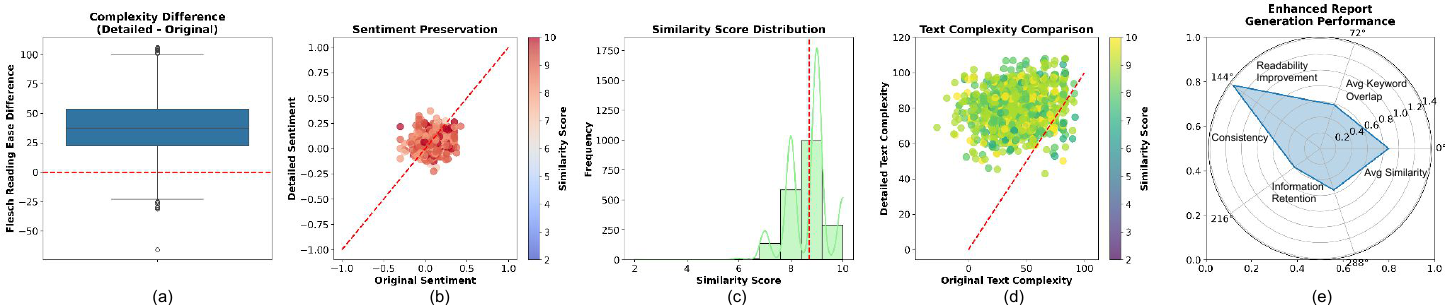 Complexity Difference
(Detailed - Original)
Flesch Reading Ease Difference
100
75
50
25
0
−25
−50
(a)
Sentiment Preservation
Detailed Sentiment
1.00
0.75
0.50
0.25
0.00
−0.25
−0.50
−0.75
−1.00
−1.0 −0.5 0.0 0.5 1.0
Original Sentiment
10
9
8
7
6
5
4
3
2
Similarity Score
(b)
Similarity Score Distribution
Frequency
1750
1500
1250
1000
750
500
250
0
2 4 6 8 10
Similarity Score
(c)
Text Complexity Comparison
Detailed Text Complexity
120
100
80
60
40
20
0
0 50 100
Original Text Complexity
10
9
8
7
6
5
4
3
2
Similarity Score
(d)
Enhanced Report
Generation Performance
1.0
0.8
0.6
0.4
0.2
0.0
0.0 0.2 0.4 0.6 0.8 1.0
72°
144°
Readability
Improvement
Avg Keyword
Overlap
0.2 0.4 0.6 0.8 1.0 1.2 1.4
Consistency
0°
Avg Similarity
Information
Retention
216°
288°
(e)